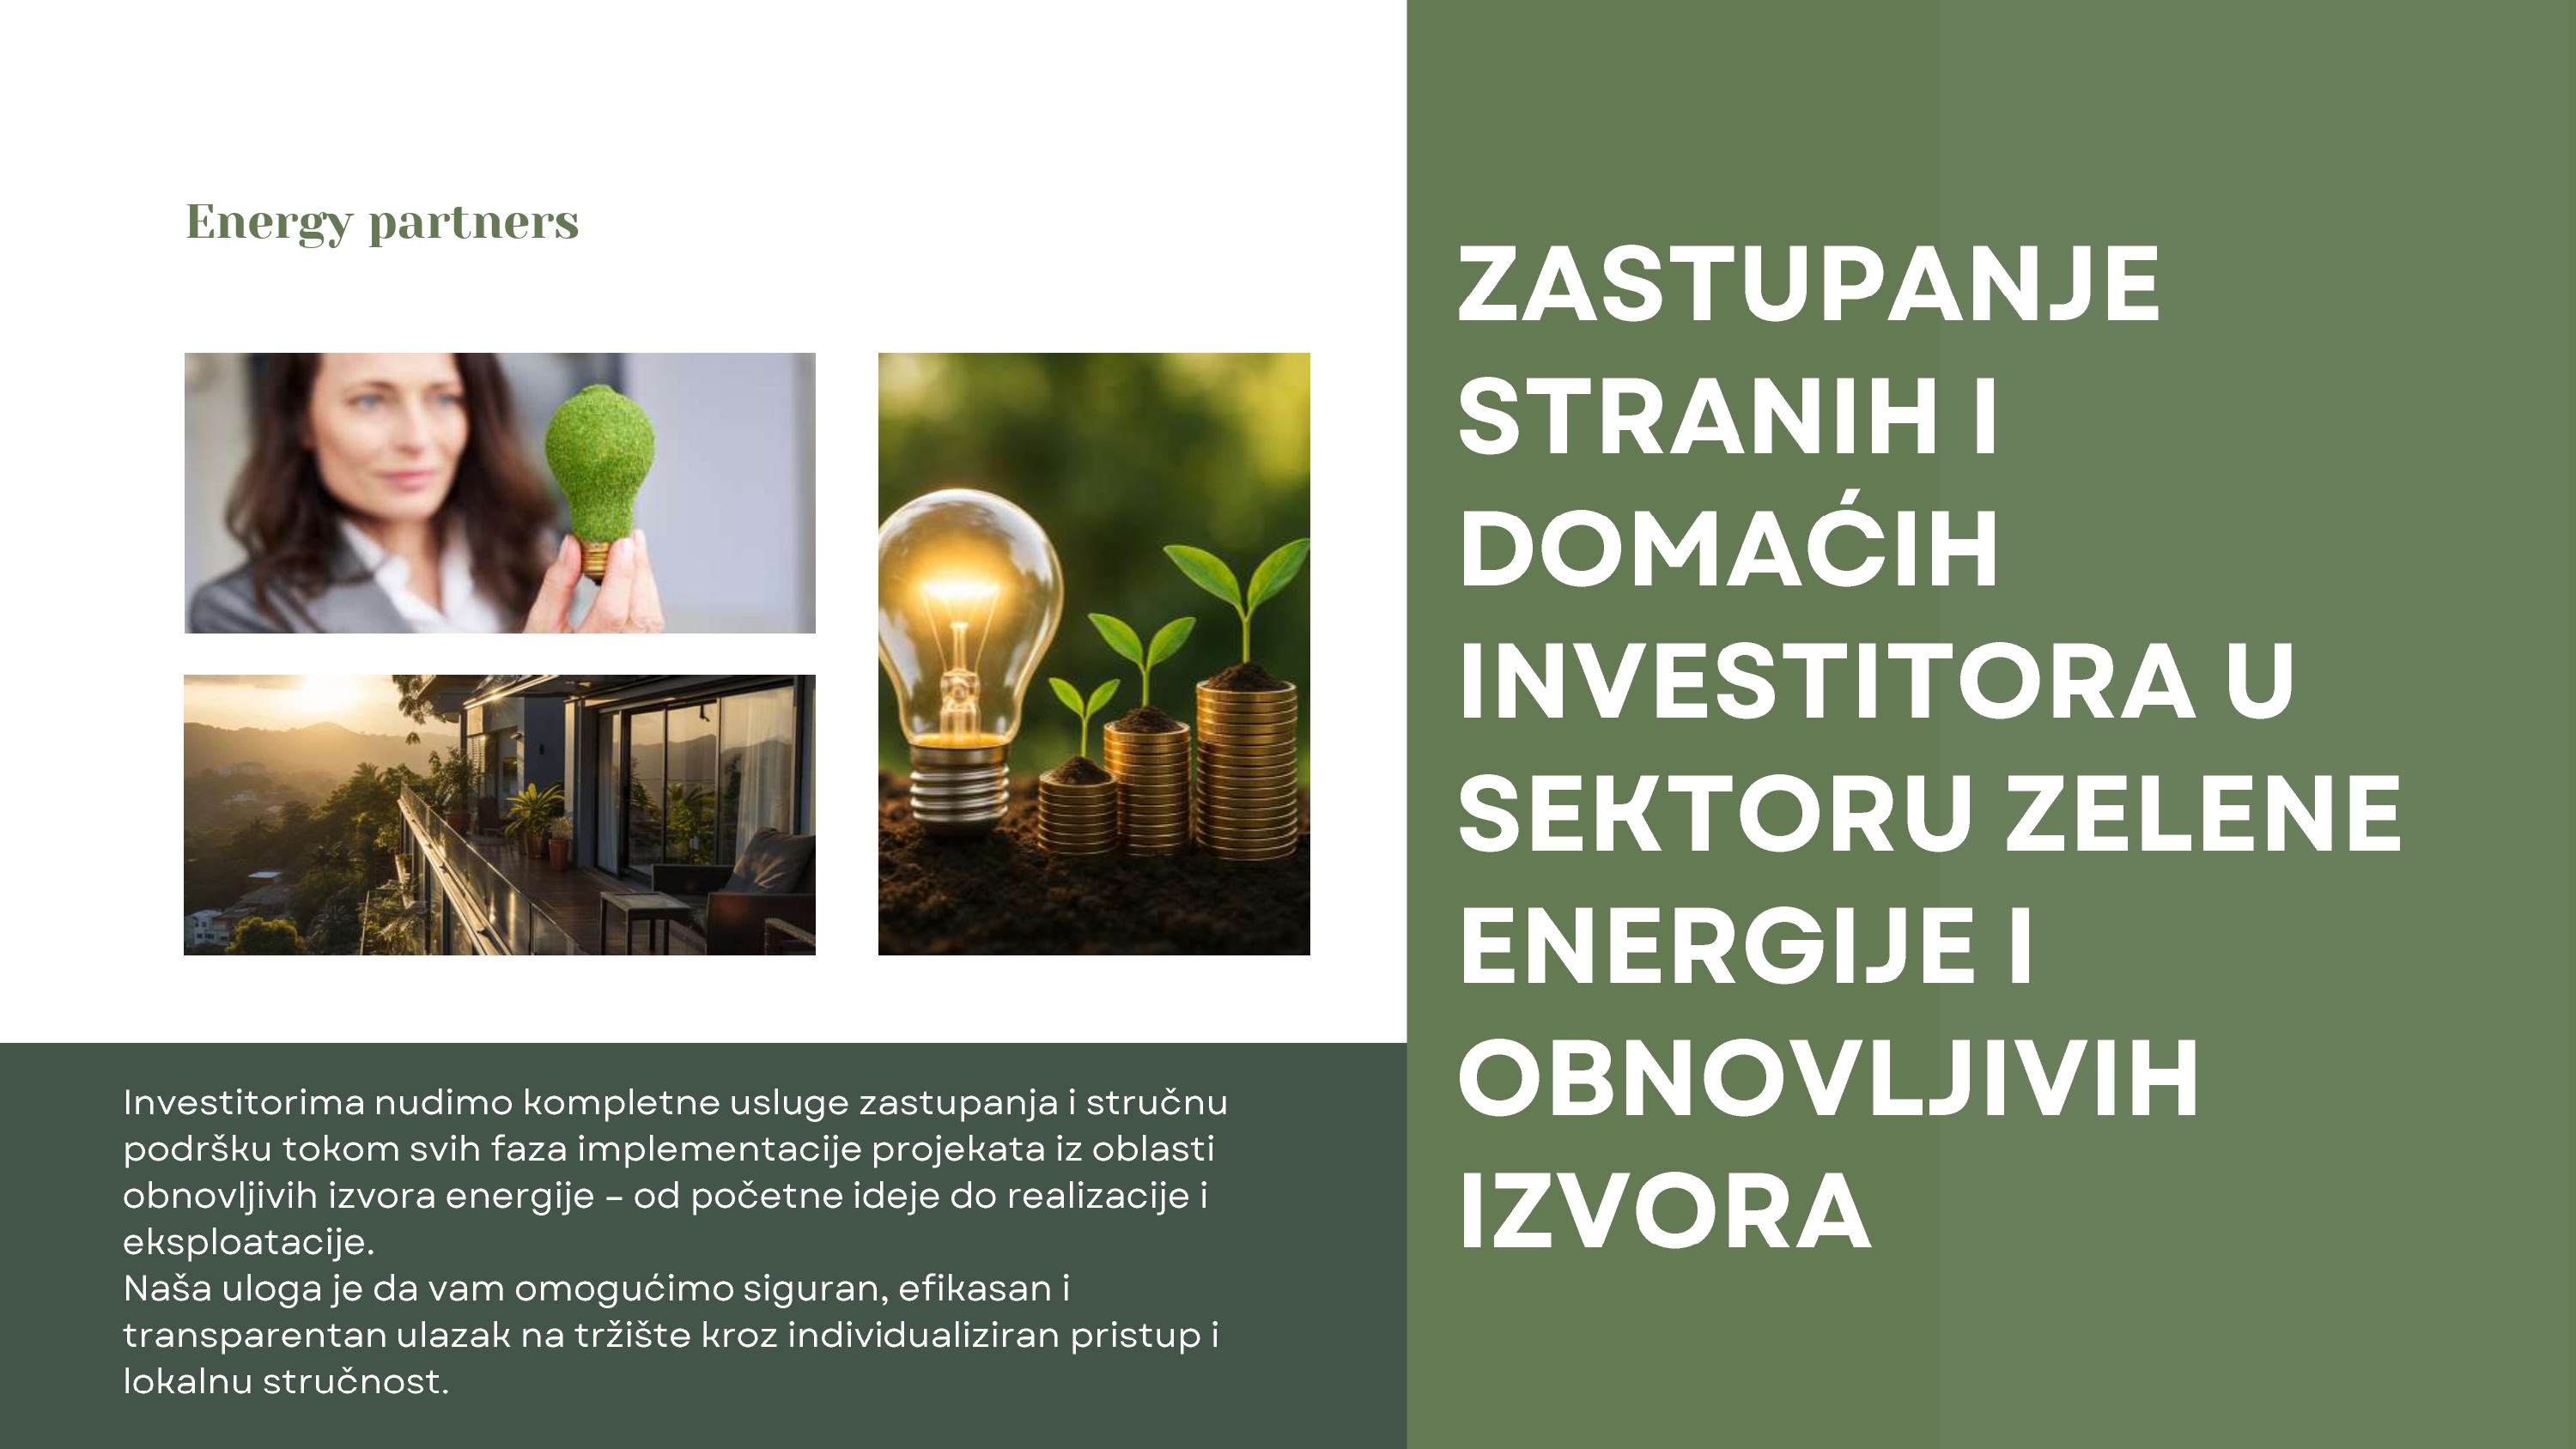 Energy partners
ZASTUPANJE
STRANIH I
DOMAĆIH
INVESTITORA U
SEKTORU ZELENE
ENERGIJE I
OBNOVLJIVIH
IZVORA
Investitorima nudimo kompletne usluge zastupanja i stručnu
podršku tokom svih faza implementacije projekata iz oblasti
obnovljivih izvora energije – od početne ideje do realizacije i
eksploatacije.
Naša uloga je da vam omogućimo siguran, efikasan i
transparentan ulazak na tržište kroz individualiziran pristup i
lokalnu stručnost.